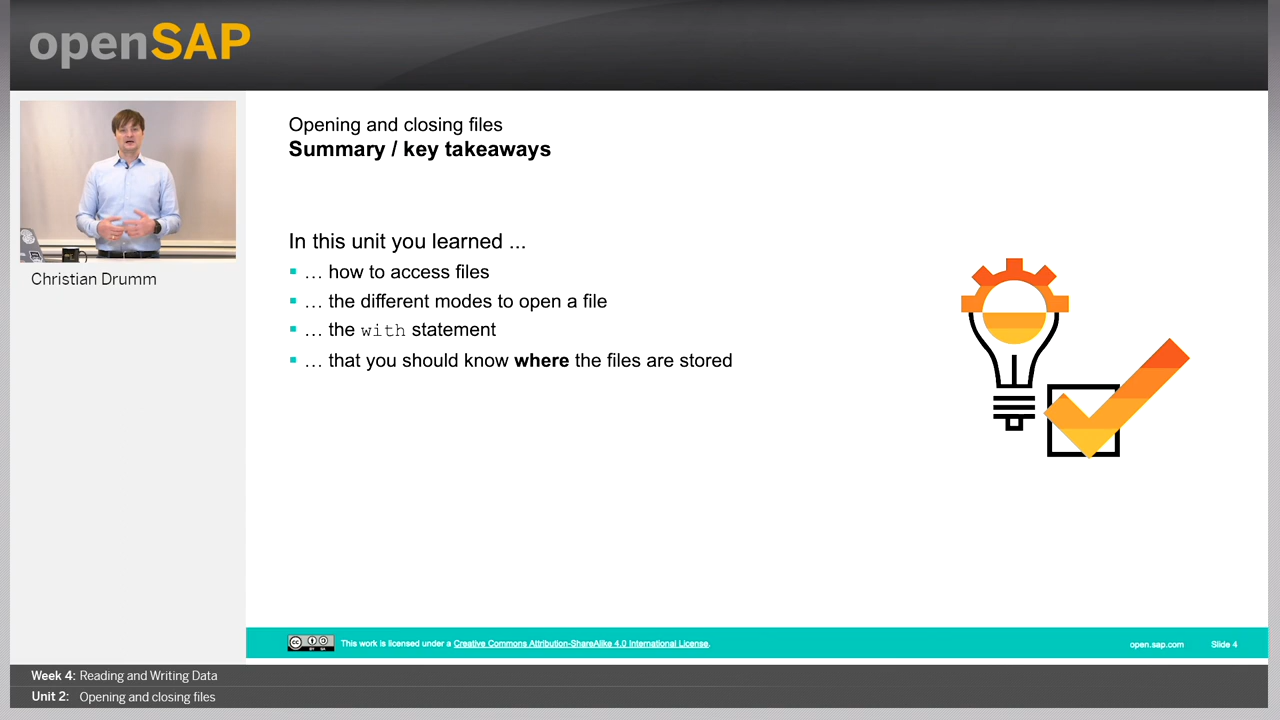 openSAP
Christian Drumm
Opening and closing files
Summary / key takeaways
In this unit you learned ...
… how to access files
… the different modes to open a file
… the with statement
… that you should know where the files are stored
CC BY SA
This work is licensed under a Creative Commons Attribution-ShareAlike 4.0 International License.
open.sap.com
Slide 4
Week 4: Reading and Writing Data
Unit 2: Opening and closing files